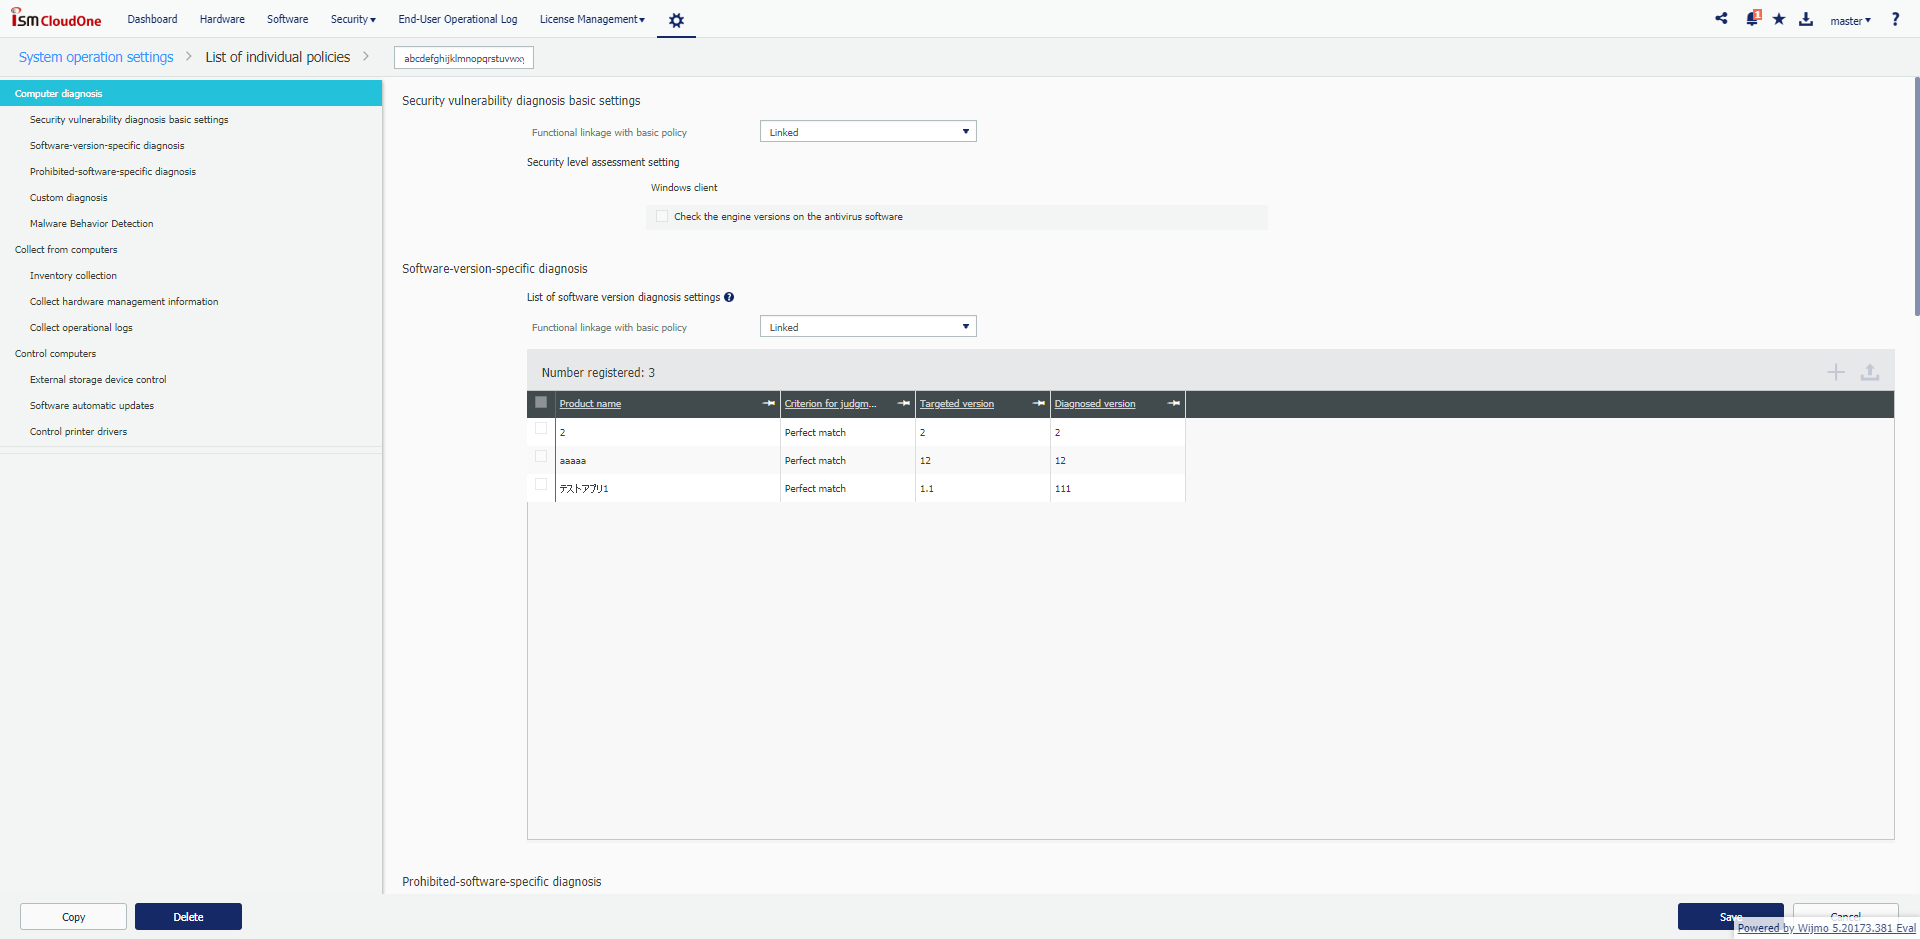 ism CloudOne Dashboard Hardware Software Security End-User Operational Log License Management 1 master ?
System operation settings > List of individual policies > abcdefghijklmnopqrstuvwxy
Computer diagnosis
Security vulnerability diagnosis basic settings
Software-version-specific diagnosis
Prohibited-software-specific diagnosis
Custom diagnosis
Malware Behavior Detection
Collect from computers
Inventory collection
Collect hardware management information
Collect operational logs
Control computers
External storage device control
Software automatic updates
Control printer drivers
Security vulnerability diagnosis basic settings
Functional linkage with basic policy Linked
Security level assessment setting
Windows client
Check the engine versions on the antivirus software
Software-version-specific diagnosis
List of software version diagnosis settings ?
Functional linkage with basic policy Linked
Number registered: 3
Product name Criterion for judgm... Targeted version Diagnosed version
2 Perfect match 2 2
aaaaa Perfect match 12 12
テストアプリ1 Perfect match 1.1 111
Prohibited-software-specific diagnosis
Copy Delete Save Cancel
Powered by Wijmo 5.20173.381 Eval